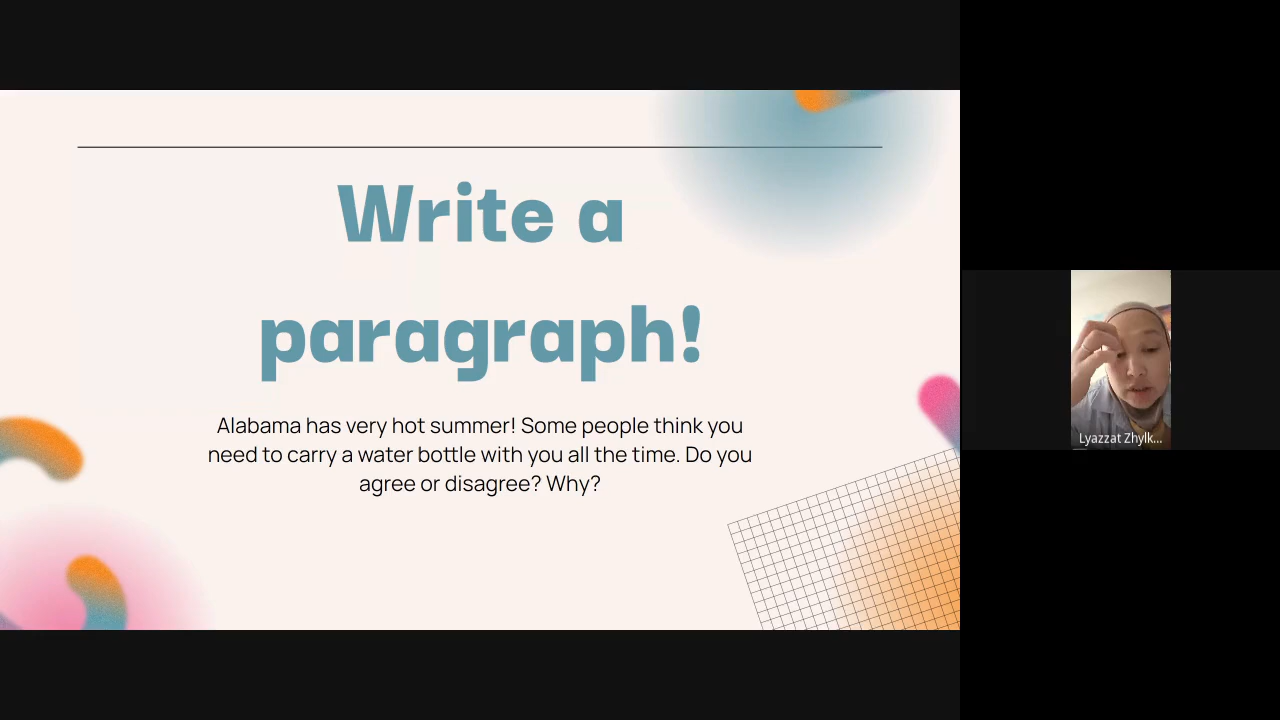 Write a
paragraph!
Alabama has very hot summer! Some people think you
need to carry a water bottle with you all the time. Do you
agree or disagree? Why?
Lyazzat Zhylk...